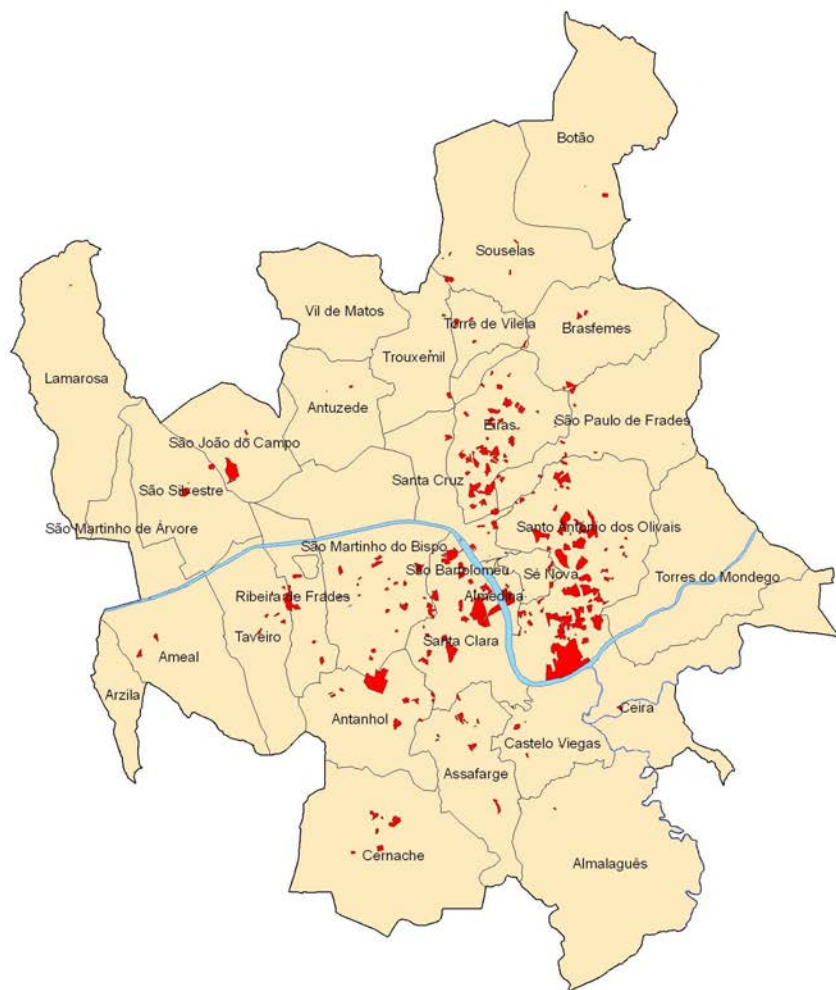 Botão
Souselas
Vil de Matos
Torre de Vilela
Brasfemes
Trouxemil
Lamarosa
Antuzede
São Paulo de Frades
Eiras
São João do Campo
Santa Cruz
São Silvestre
São Martinho de Árvore
Santo António dos Olivais
São Martinho do Bispo
São Bartolomeu
Sé Nova
Torres do Mondego
Ribeira de Frades
Almedina
Taveiro
Santa Clara
Ameal
Arzila
Ceira
Antanhol
Castelo Viegas
Assafarge
Cernache
Almalaguês